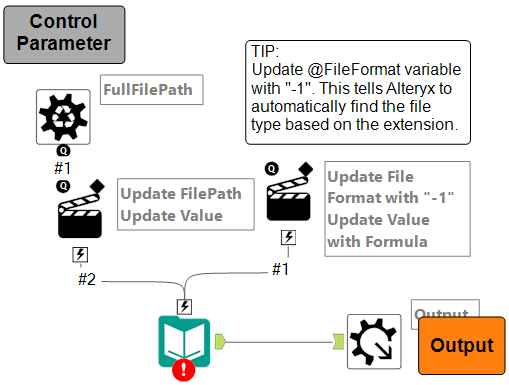 Control
Parameter
FullFilePath
TIP:
Update @FileFormat variable
with "-1". This tells Alteryx to
automatically find the file
type based on the extension.
Q
#1
Q
Update FilePath
Update Value
Q
Update File
Format with "-1"
Update Value
with Formula
#2
#1
Output
Output